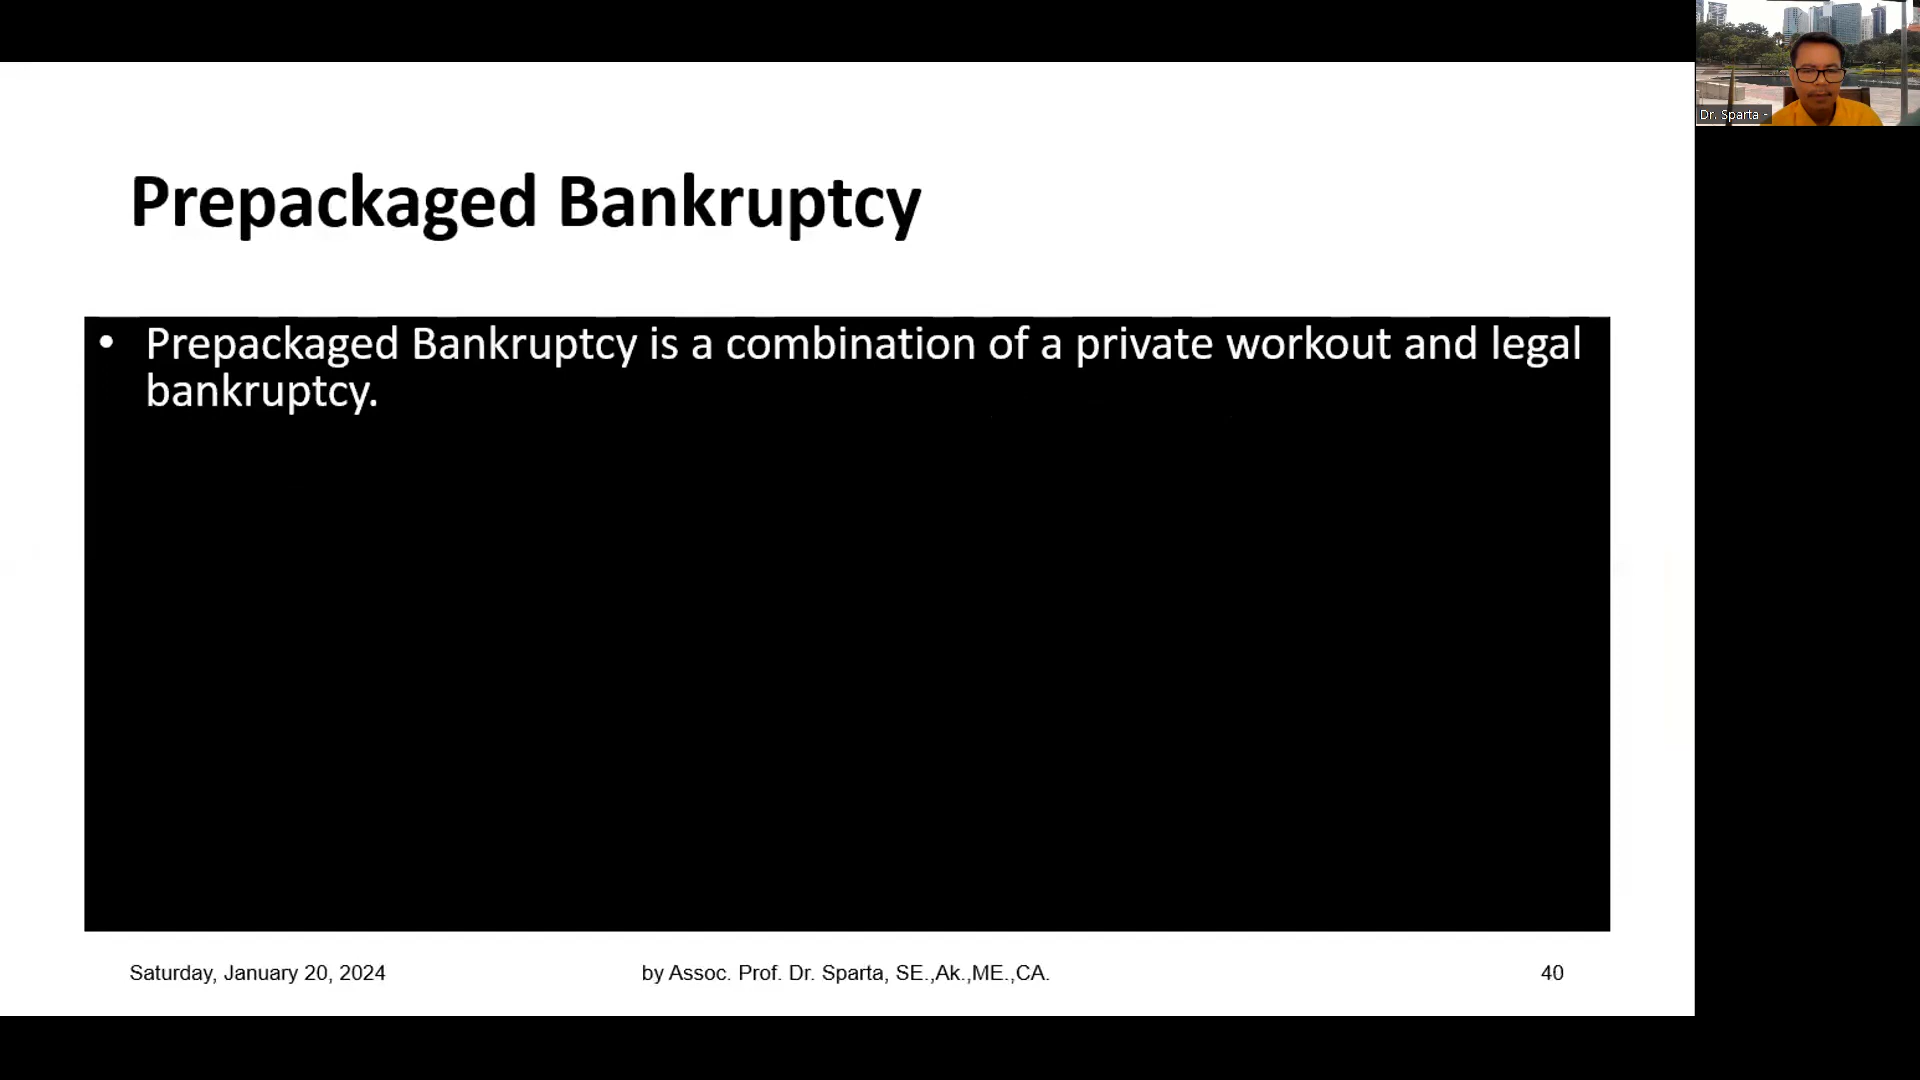 Dr. Sparta -
Prepackaged Bankruptcy
• Prepackaged Bankruptcy is a combination of a private workout and legal
bankruptcy.
Saturday, January 20, 2024
by Assoc. Prof. Dr. Sparta, SE.,Ak.,ME.,CA.
40